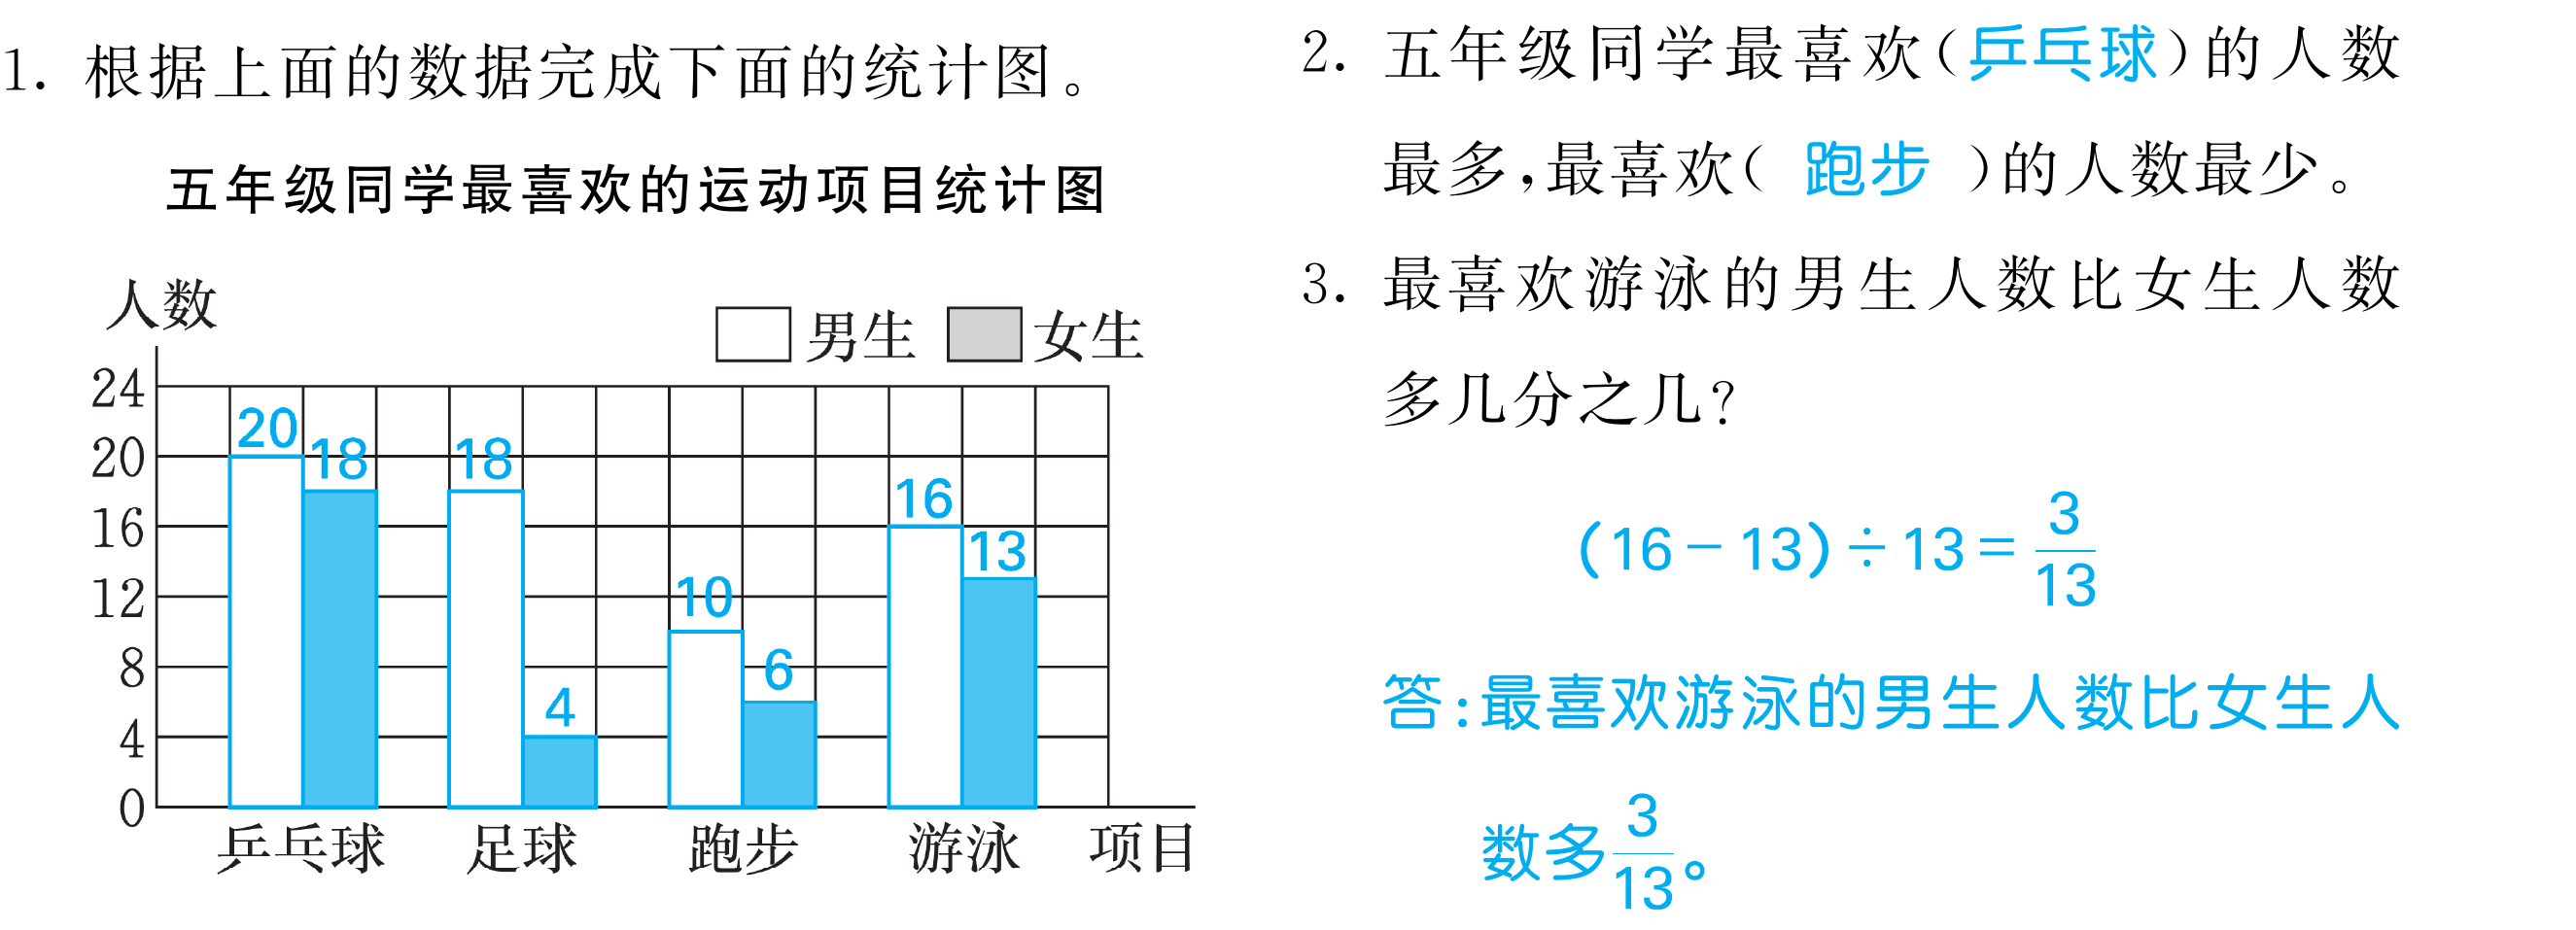 1. 根据上面的数据完成下面的统计图。
五年级同学最喜欢的运动项目统计图
人数
男生 女生
24
20
16
12
8
4
0
20 18 18 4 10 6 16 13
乒乓球 足球 跑步 游泳 项目
2. 五年级同学最喜欢(乒乓球)的人数
最多,最喜欢( 跑步 )的人数最少。
3. 最喜欢游泳的男生人数比女生人数
多几分之几?
(16－13)÷13=3/13
答:最喜欢游泳的男生人数比女生人
数多3/13。